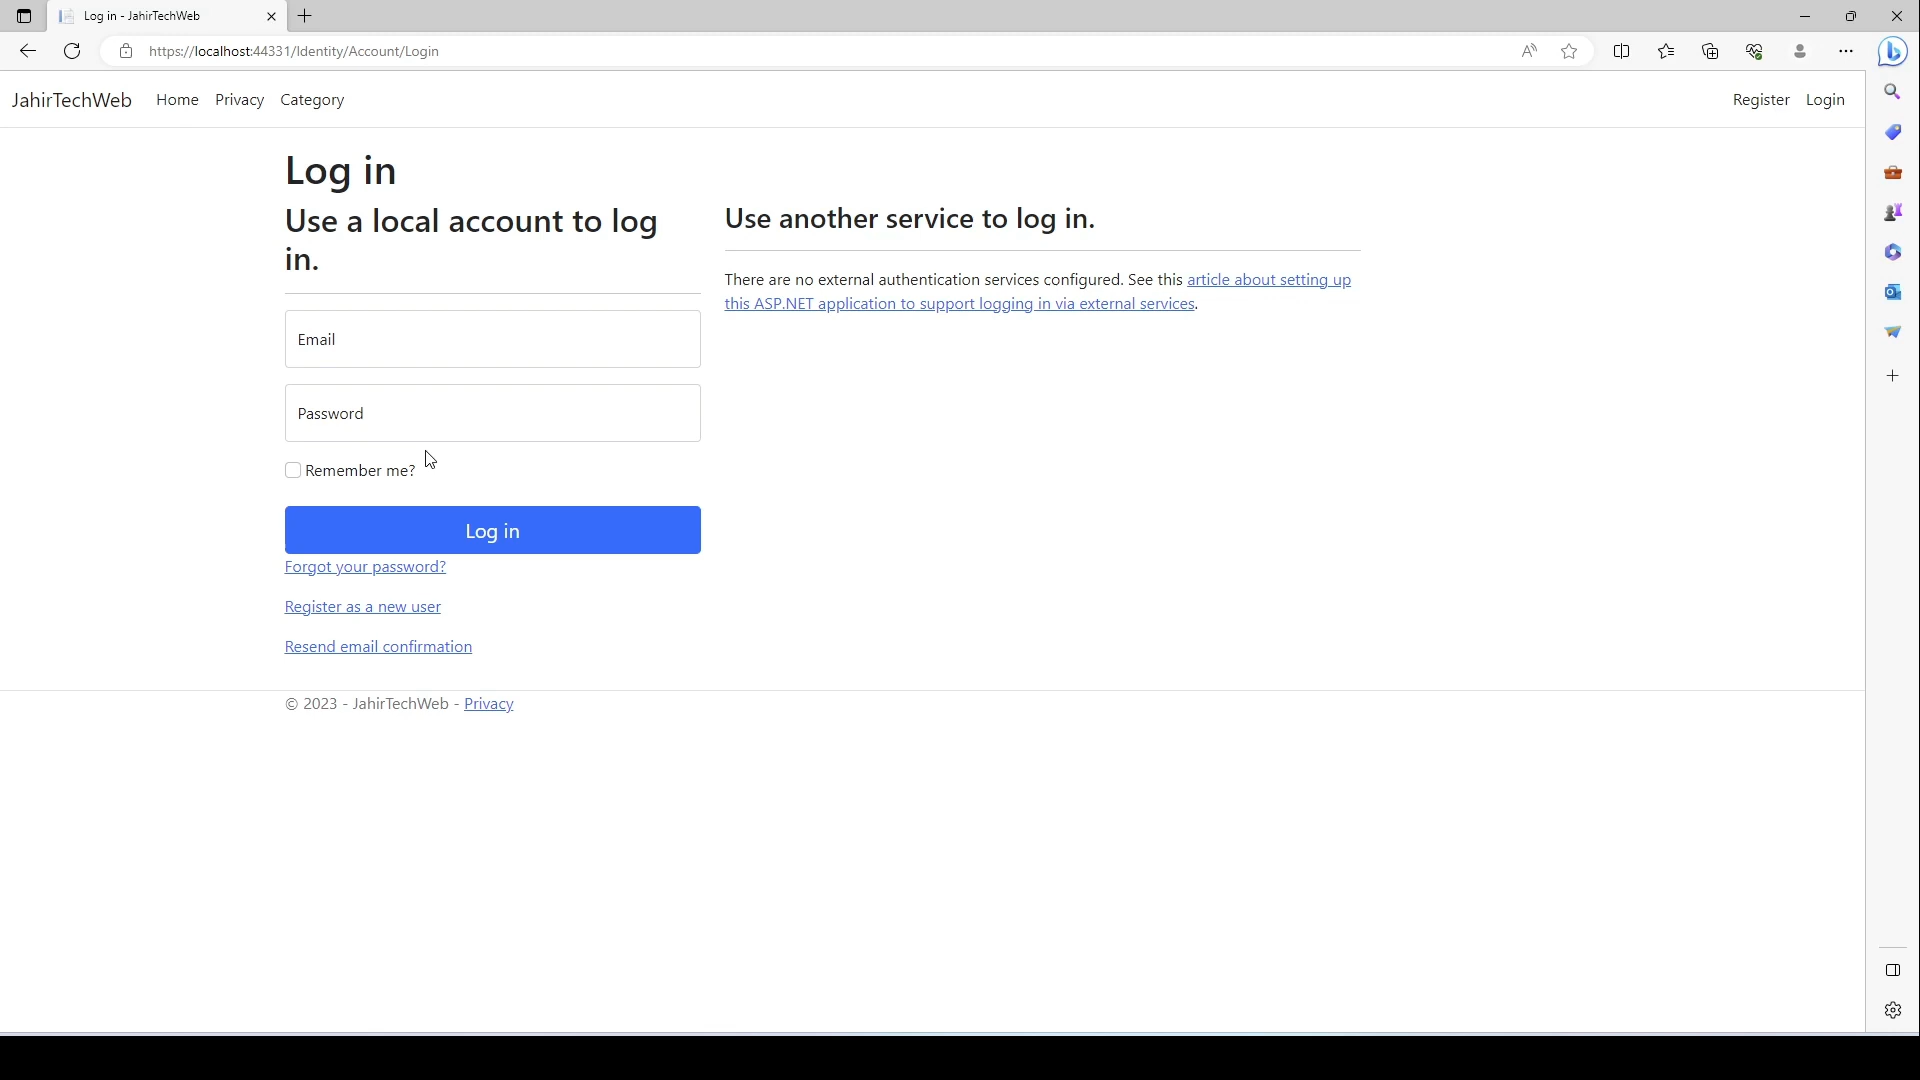 Log in - JahirTechWeb
https://localhost:44331/Identity/Account/Login
JahirTechWeb Home Privacy Category Register Login
Log in
Use a local account to log
in.
Email
Password
Remember me?
Log in
Forgot your password?
Register as a new user
Resend email confirmation
Use another service to log in.
There are no external authentication services configured. See this article about setting up
this ASP.NET application to support logging in via external services.
© 2023 - JahirTechWeb - Privacy